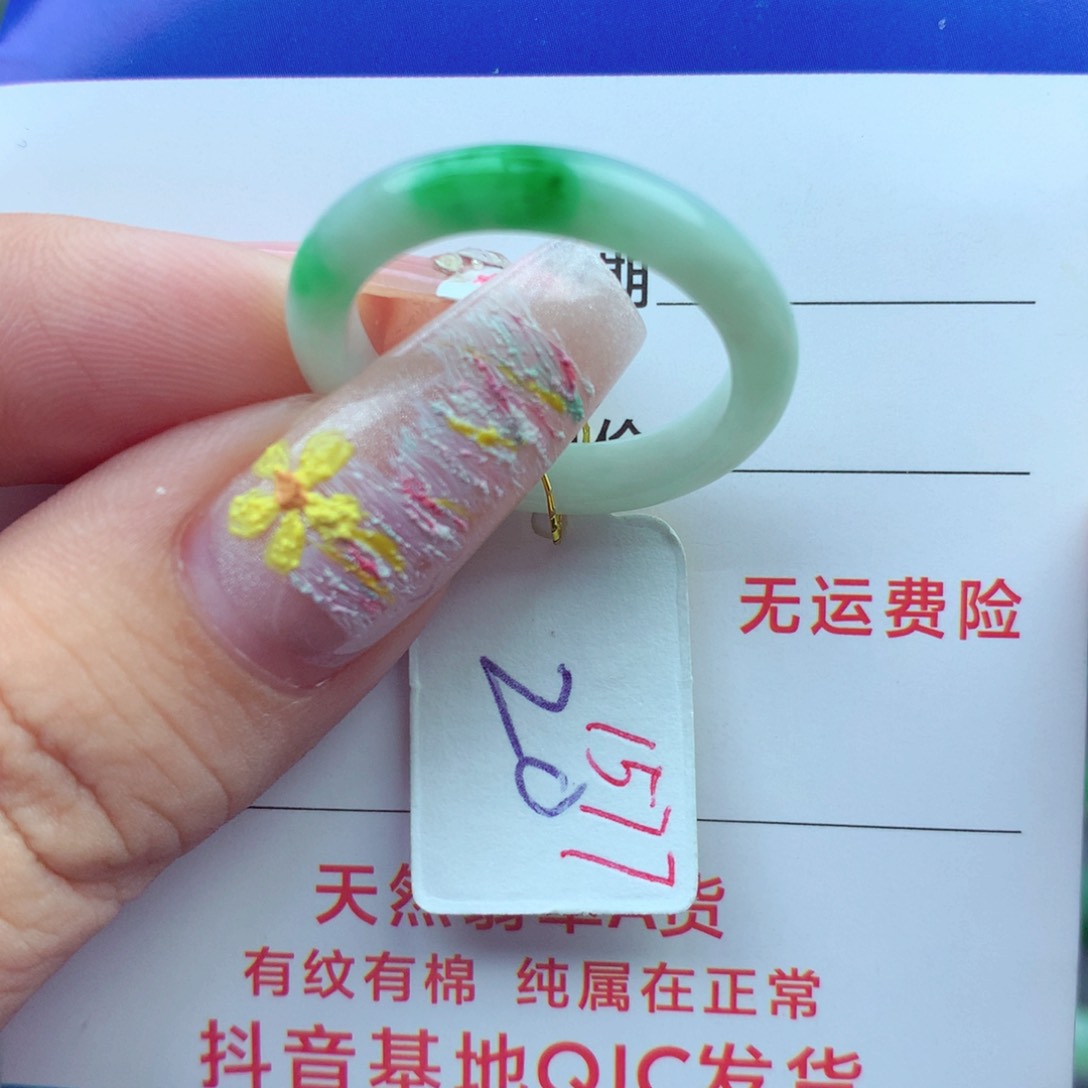 期
无运费险
20
1577
天然翡翠A货
有纹有棉 纯属在正常
抖音基地QIC发货